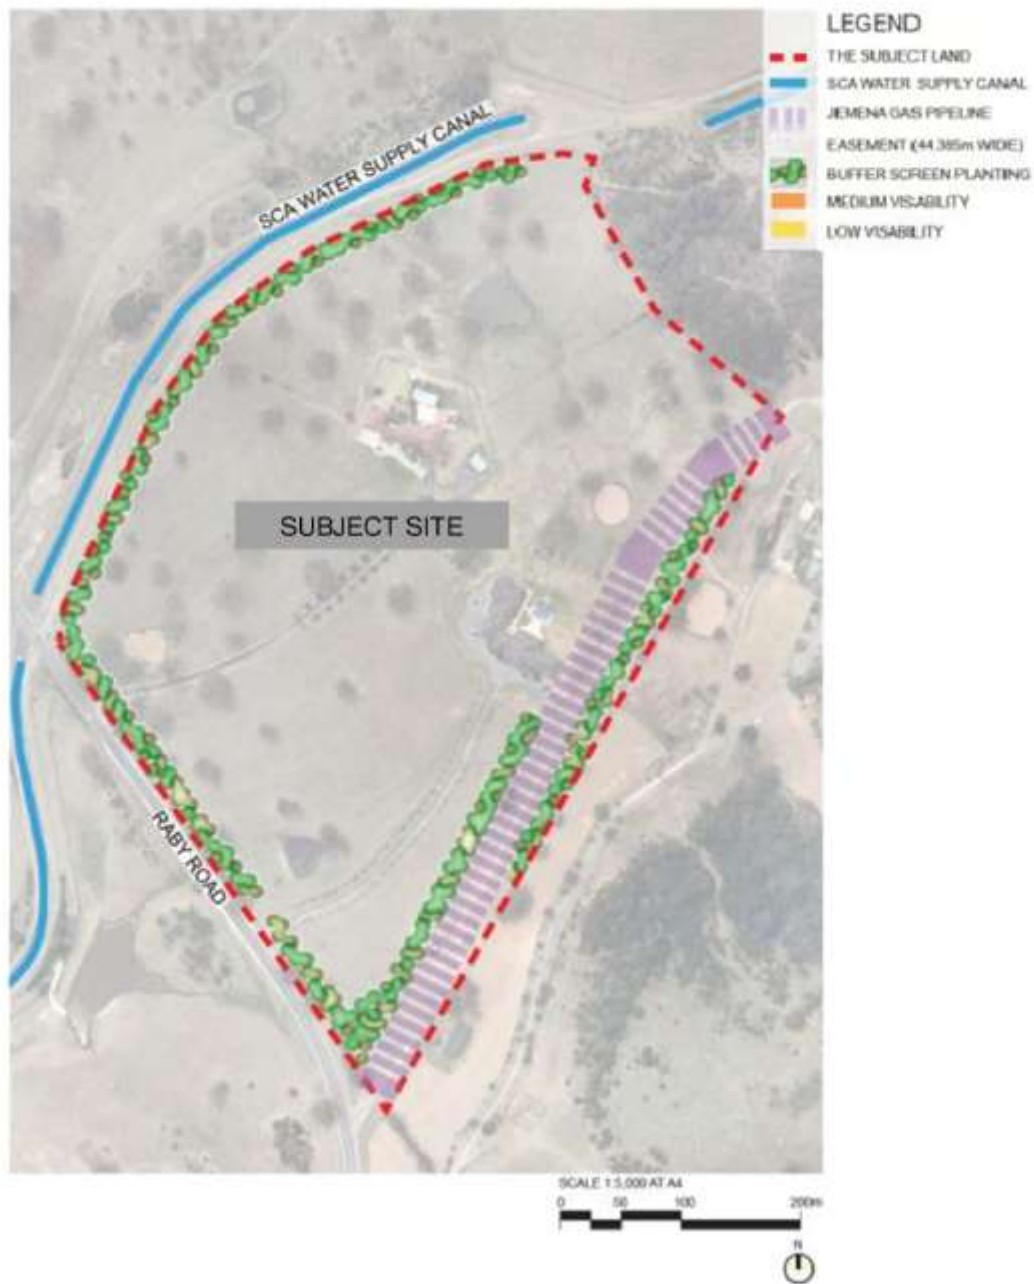 LEGEND
THE SUBJECT LAND
SCA WATER SUPPLY CANAL
JEMENA GAS PIPELINE
EASEMENT (44.385m WIDE)
BUFFER SCREEN PLANTING
MEDIUM VISABILITY
LOW VISABILITY
SCA WATER SUPPLY CANAL
SUBJECT SITE
RABY ROAD
SCALE 1:5,000 AT A4
0 50 100 200m
N